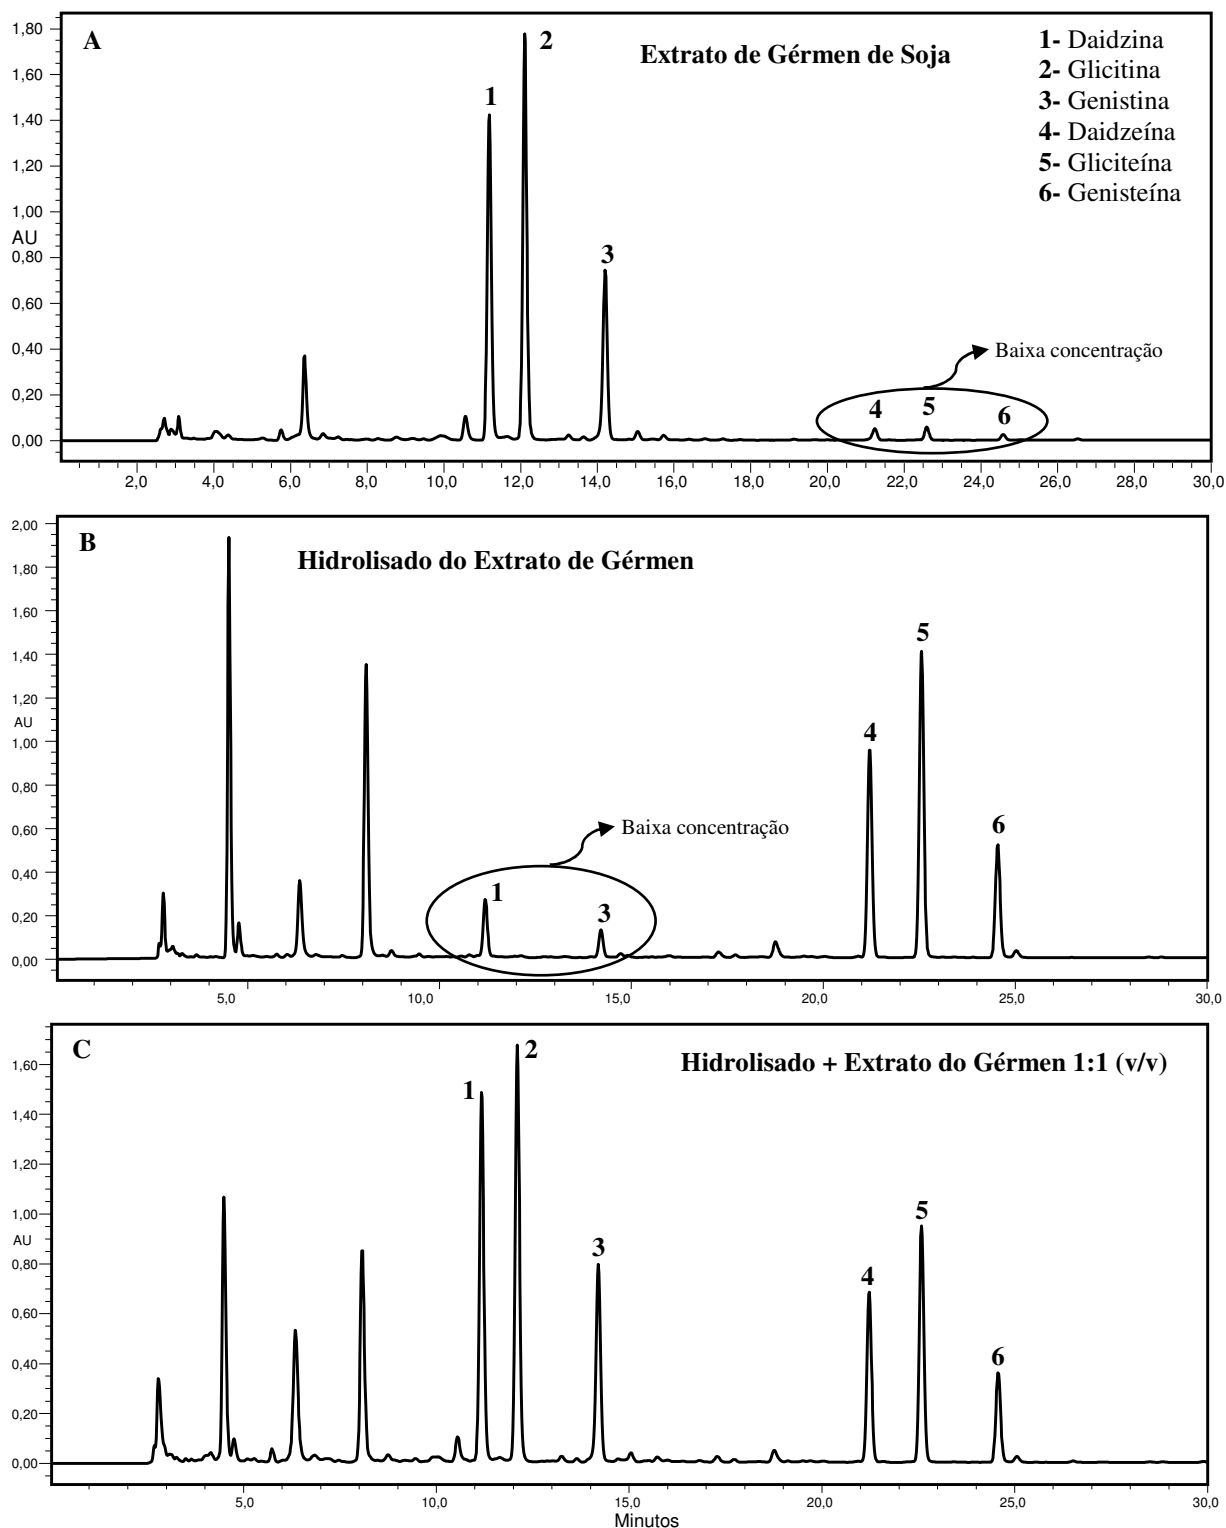 A
Extrato de Gérmen de Soja
1- Daidzina
2- Glicitina
3- Genistina
4- Daidzeína
5- Gliciteína
6- Genisteína
1
2
3
Baixa concentração
4
5
6
AU
1,80
1,60
1,40
1,20
1,00
0,80
0,60
0,40
0,20
0,00
2,0 4,0 6,0 8,0 10,0 12,0 14,0 16,0 18,0 20,0 22,0 24,0 26,0 28,0 30,0
B
Hidrolisado do Extrato de Gérmen
Baixa concentração
1
3
4
5
6
AU
2,00
1,80
1,60
1,40
1,20
1,00
0,80
0,60
0,40
0,20
0,00
5,0 10,0 15,0 20,0 25,0 30,0
C
Hidrolisado + Extrato do Gérmen 1:1 (v/v)
1
2
3
4
5
6
AU
1,60
1,40
1,20
1,00
0,80
0,60
0,40
0,20
0,00
5,0 10,0 15,0 20,0 25,0 30,0
Minutos